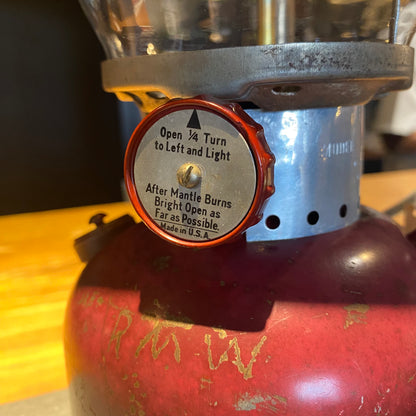 Open ¼ Turn
to Left and Light
After Mantle Burns
Bright Open as
Far as Possible.
Made in U.S.A.
R M W